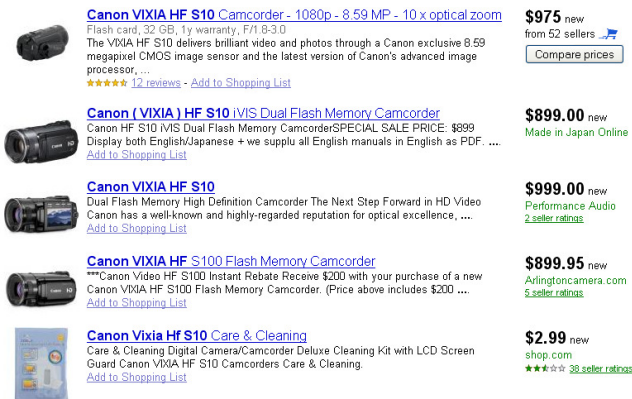 Canon VIXIA HF S10 Camcorder - 1080p - 8.59 MP - 10 x optical zoom
Flash card, 32 GB, 1y warranty, F/1.8-3.0
The VIXIA HF S10 delivers brilliant video and photos through a Canon exclusive 8.59
megapixel CMOS image sensor and the latest version of Canon's advanced image
processor, ...
12 reviews - Add to Shopping List
$975 new
from 52 sellers
Compare prices
Canon ( VIXIA ) HF S10 iVIS Dual Flash Memory Camcorder
Canon HF S10 iVIS Dual Flash Memory CamcorderSPECIAL SALE PRICE: $899
Display both English/Japanese + we supplu all English manuals in English as PDF. ...
Add to Shopping List
$899.00 new
Made in Japan Online
Canon VIXIA HF S10
Dual Flash Memory High Definition Camcorder The Next Step Forward in HD Video
Canon has a well-known and highly-regarded reputation for optical excellence, ...
Add to Shopping List
$999.00 new
Performance Audio
2 seller ratings
Canon VIXIA HF S100 Flash Memory Camcorder
***Canon Video HF S100 Instant Rebate Receive $200 with your purchase of a new
Canon VIXIA HF S100 Flash Memory Camcorder. (Price above includes $200 ...
Add to Shopping List
$899.95 new
Arlingtoncamera.com
5 seller ratings
Canon Vixia Hf S10 Care & Cleaning
Care & Cleaning Digital Camera/Camcorder Deluxe Cleaning Kit with LCD Screen
Guard Canon VIXIA HF S10 Camcorders Care & Cleaning.
Add to Shopping List
$2.99 new
shop.com
38 seller ratings